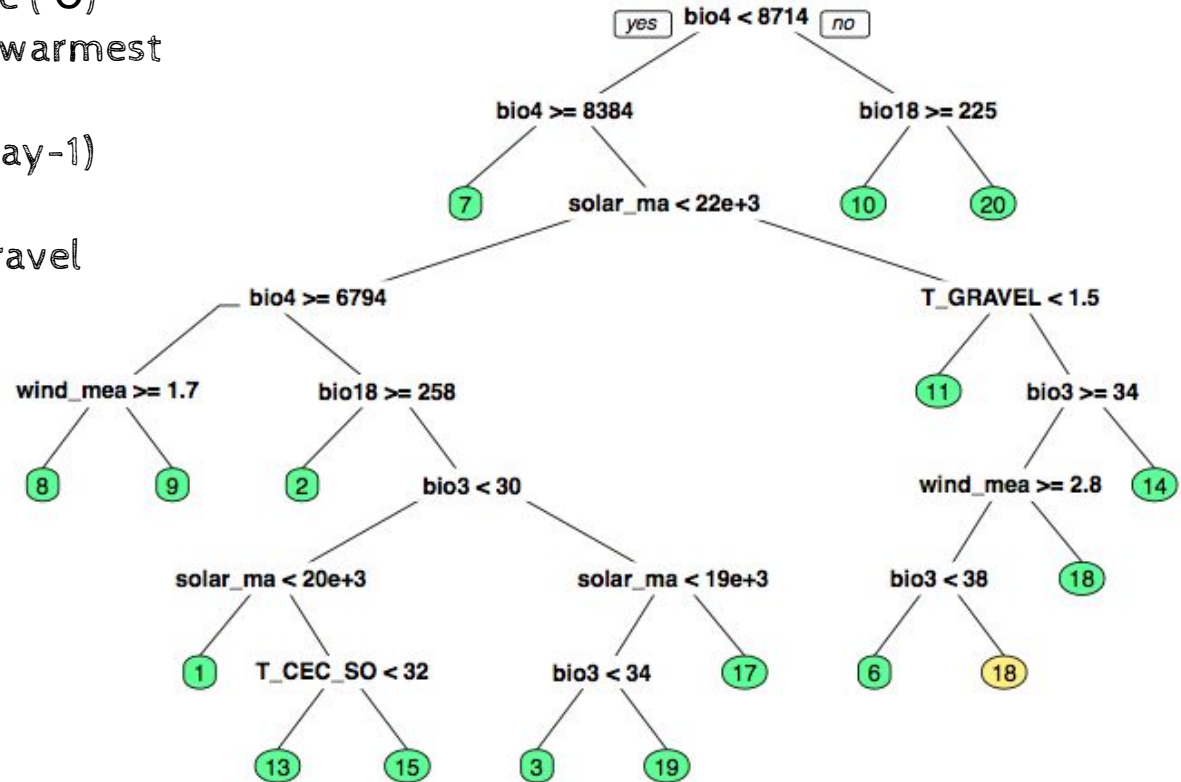 c (°C)
warmest
ay-1)
ravel
yes bio4 < 8714 no
bio4 >= 8384 bio18 >= 225
7 solar_ma < 22e+3 10 20
bio4 >= 6794 T_GRAVEL < 1.5
wind_mea >= 1.7 bio18 >= 258 11 bio3 >= 34
8 9 2 bio3 < 30 wind_mea >= 2.8 14
solar_ma < 20e+3 solar_ma < 19e+3 bio3 < 38 18
1 T_CEC_SO < 32 bio3 < 34 17 6 18
13 15 3 19